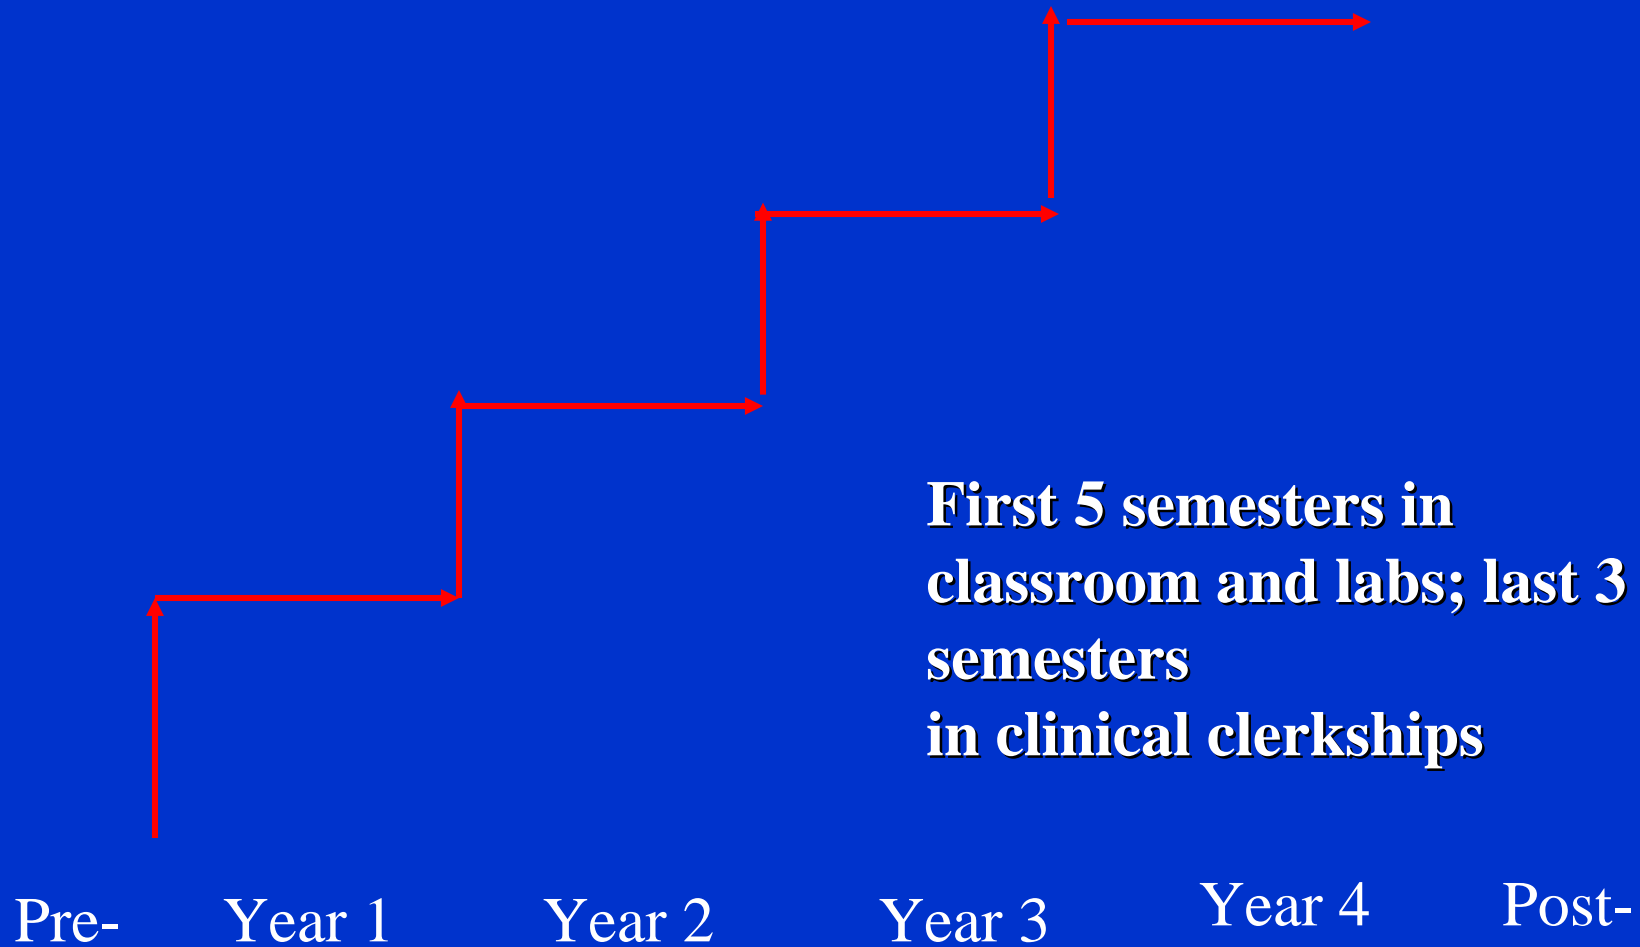 First 5 semesters in
classroom and labs; last 3
semesters
in clinical clerkships
Pre- Year 1 Year 2 Year 3 Year 4 Post-